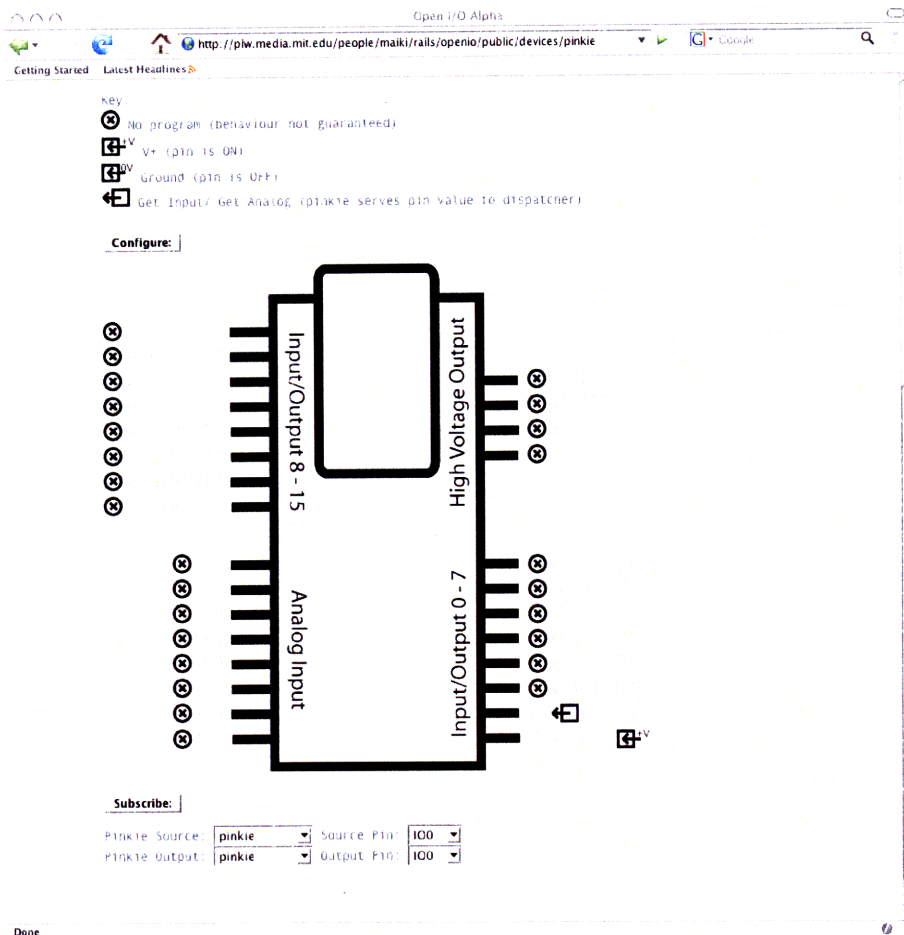 Open I/O Alpha
http://plw.media.mit.edu/people/maiki/rails/openio/public/devices/pinkie
G Google
Getting Started Latest Headlines
Key:
No program (behaviour not guaranteed)
+V V+ (pin is ON)
0V Ground (pin is OFF)
Get Input/ Get Analog (pinkie serves pin value to dispatcher)
Configure:
Input/Output 8 - 15
High Voltage Output
Analog Input
Input/Output 0 - 7
+V
Subscribe:
Pinkie Source: pinkie Source Pin: IO0
Pinkie Output: pinkie Output Pin: IO0
Done